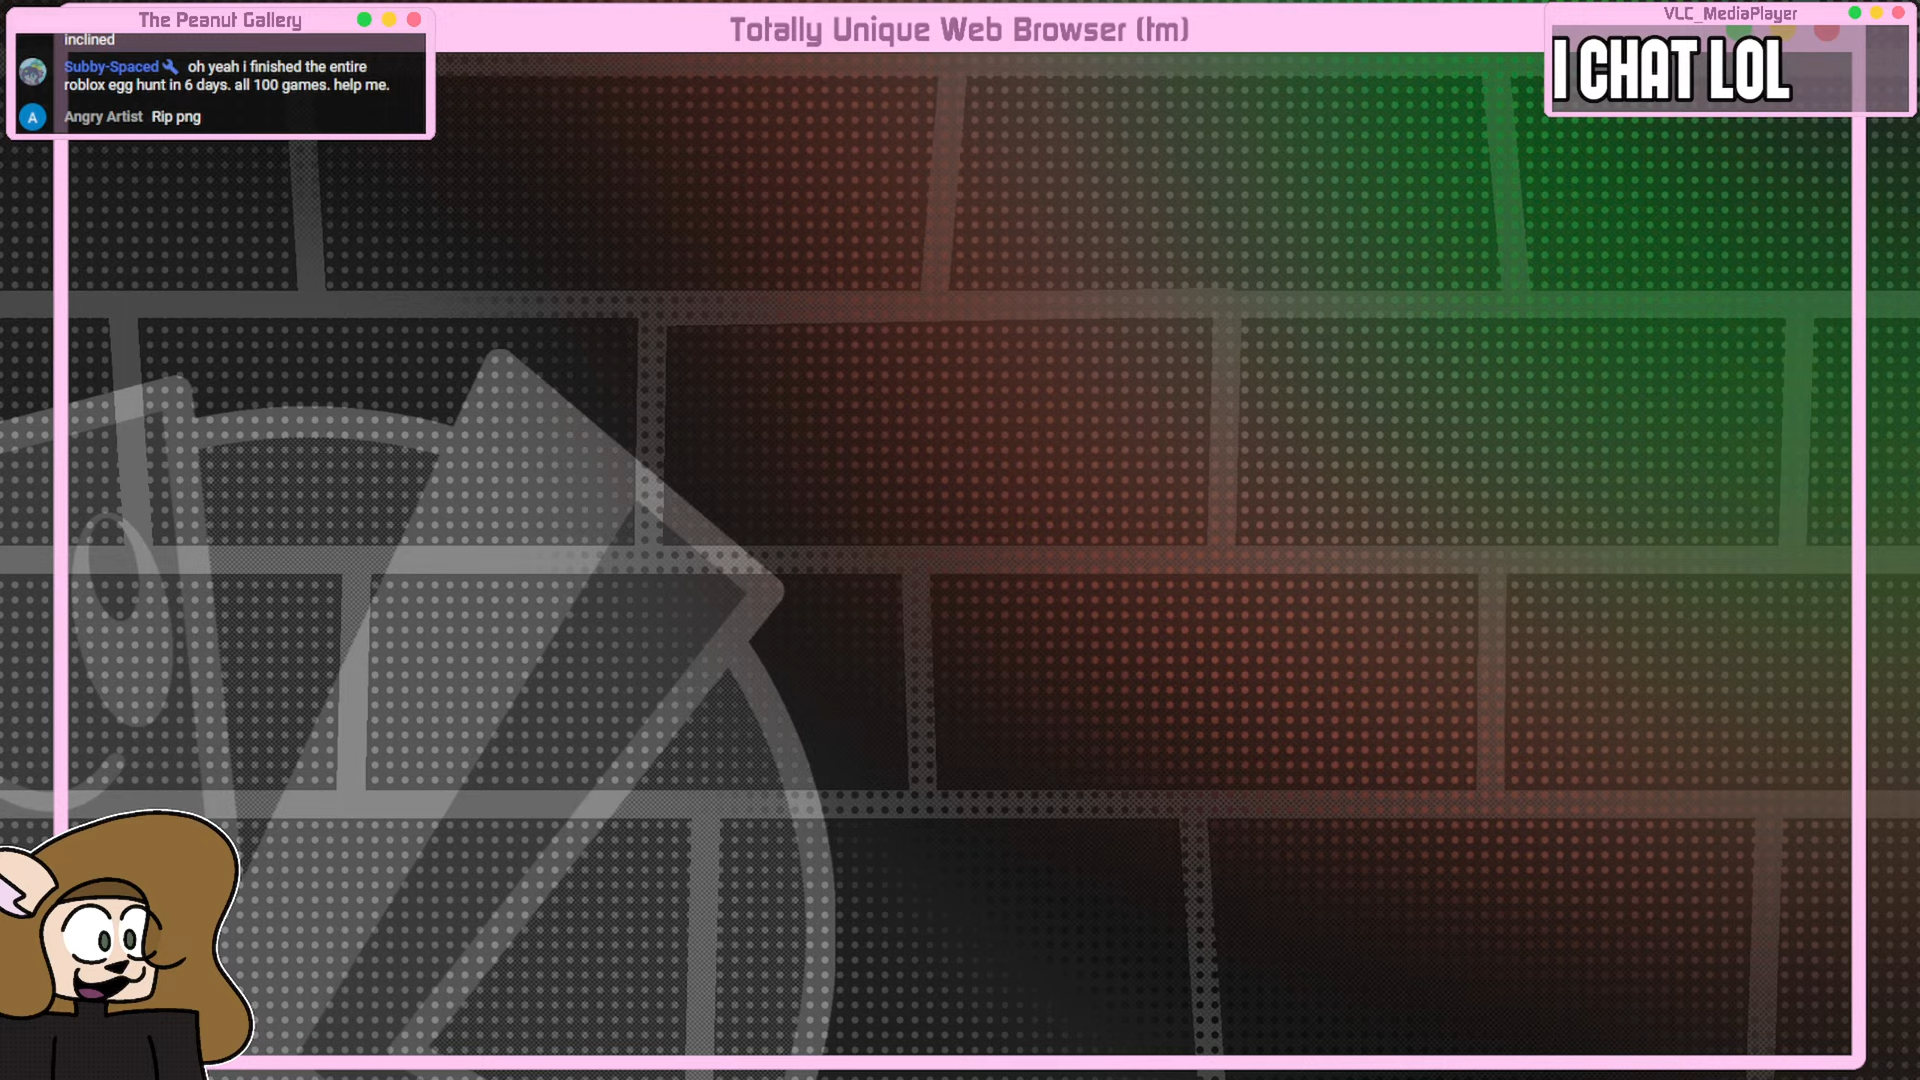 The Peanut Gallery
inclined
Subby-Spaced oh yeah i finished the entire
roblox egg hunt in 6 days. all 100 games. help me.
A Angry Artist Rip png
Totally Unique Web Browser (tm)
VLC_MediaPlayer
I CHAT LOL